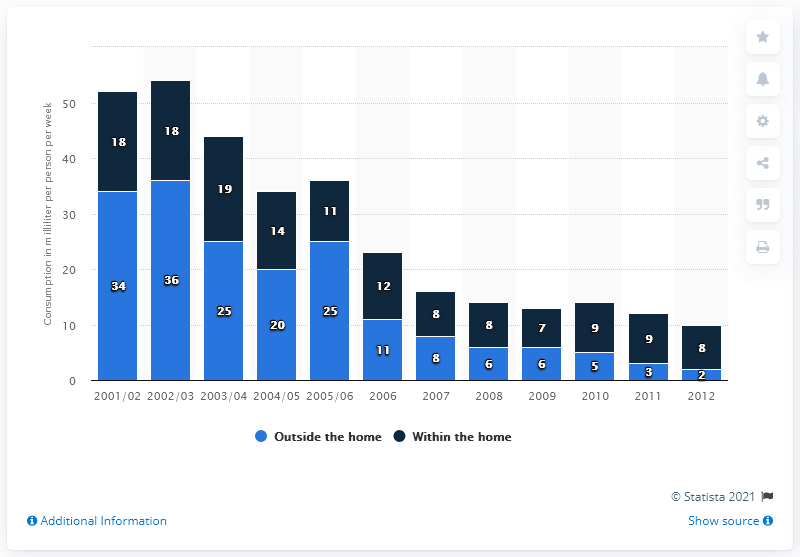 Consumption in milliliter per person per week
50
40
30
20
10
0
18 18 19 14 11 12 8 8 7 9 9 8
34 36 25 20 25 11 8 6 6 5 3 2
2001/02 2002/03 2003/04 2004/05 2005/06 2006 2007 2008 2009 2010 2011 2012
Outside the home Within the home
© Statista 2021
Additional Information Show source